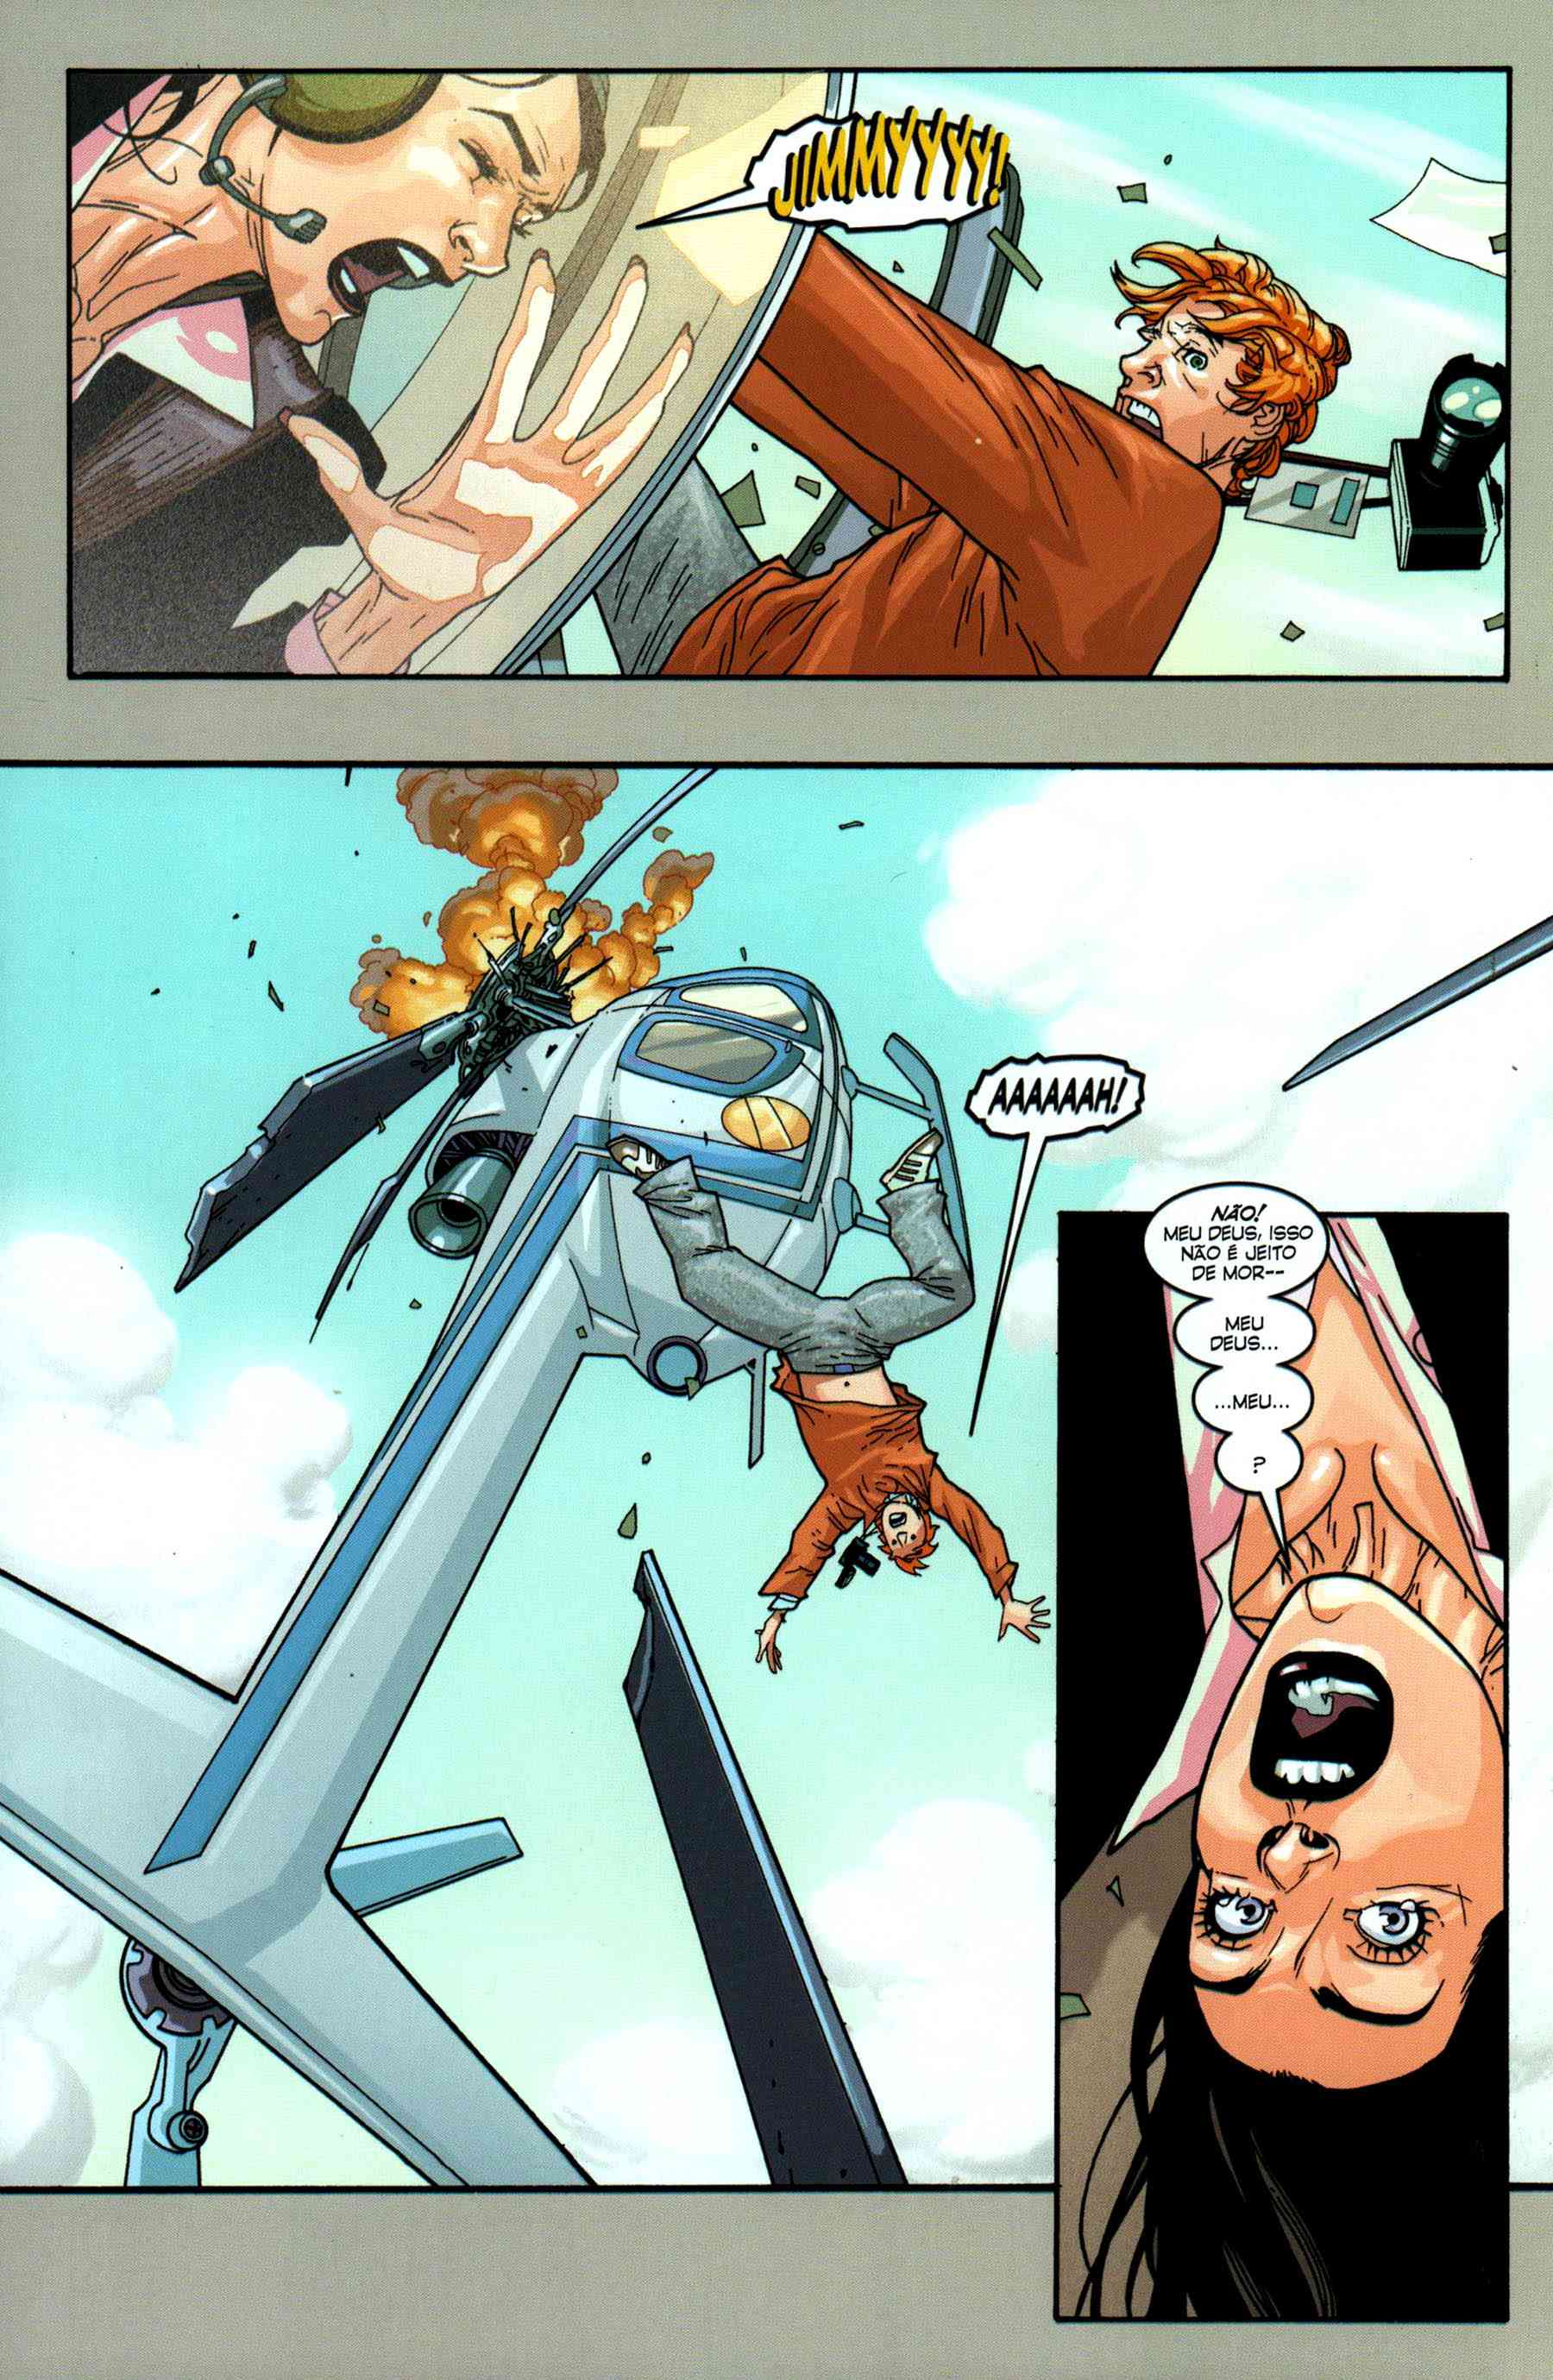 JIMMYYYY!
AAAAAAH!
NÃO!
MEU DEUS, ISSO
NÃO É JEITO
DE MOR--
MEU
DEUS...
...MEU...
?